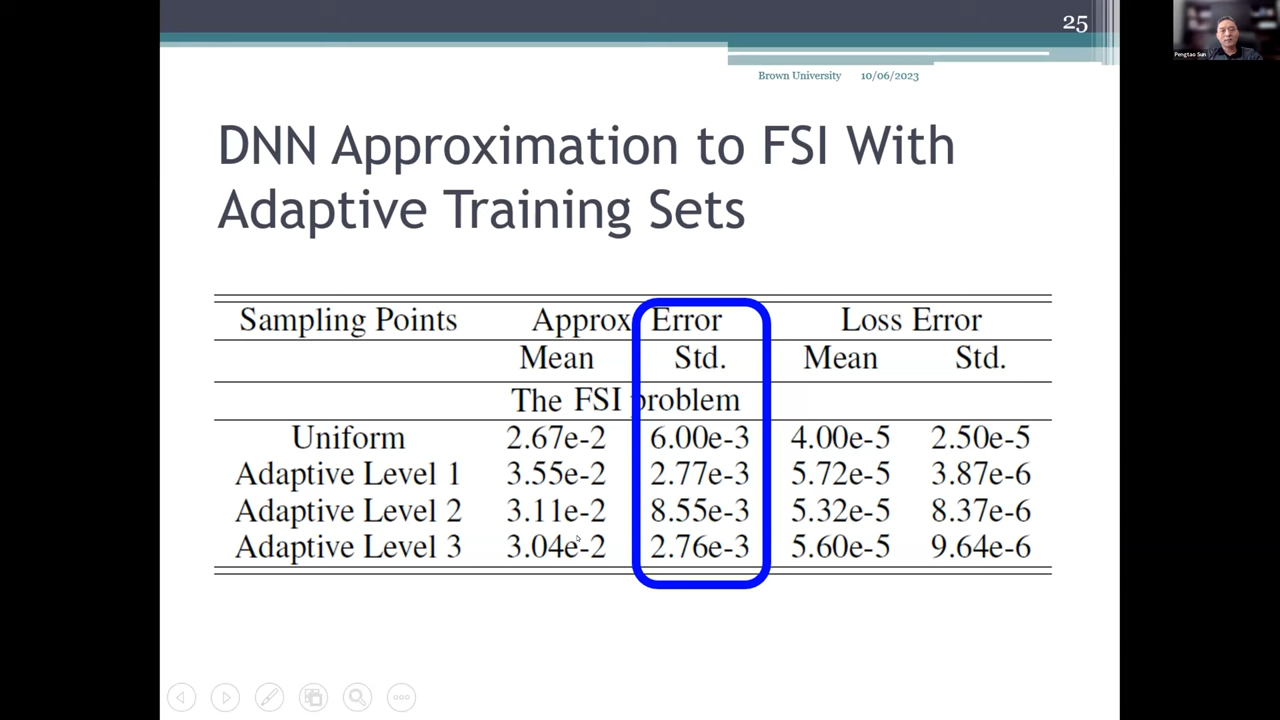 25
Pengtao Sun
Brown University 10/06/2023
DNN Approximation to FSI With
Adaptive Training Sets
Sampling Points Approx Error Loss Error
Mean Std. Mean Std.
The FSI problem
Uniform 2.67e-2 6.00e-3 4.00e-5 2.50e-5
Adaptive Level 1 3.55e-2 2.77e-3 5.72e-5 3.87e-6
Adaptive Level 2 3.11e-2 8.55e-3 5.32e-5 8.37e-6
Adaptive Level 3 3.04e-2 2.76e-3 5.60e-5 9.64e-6